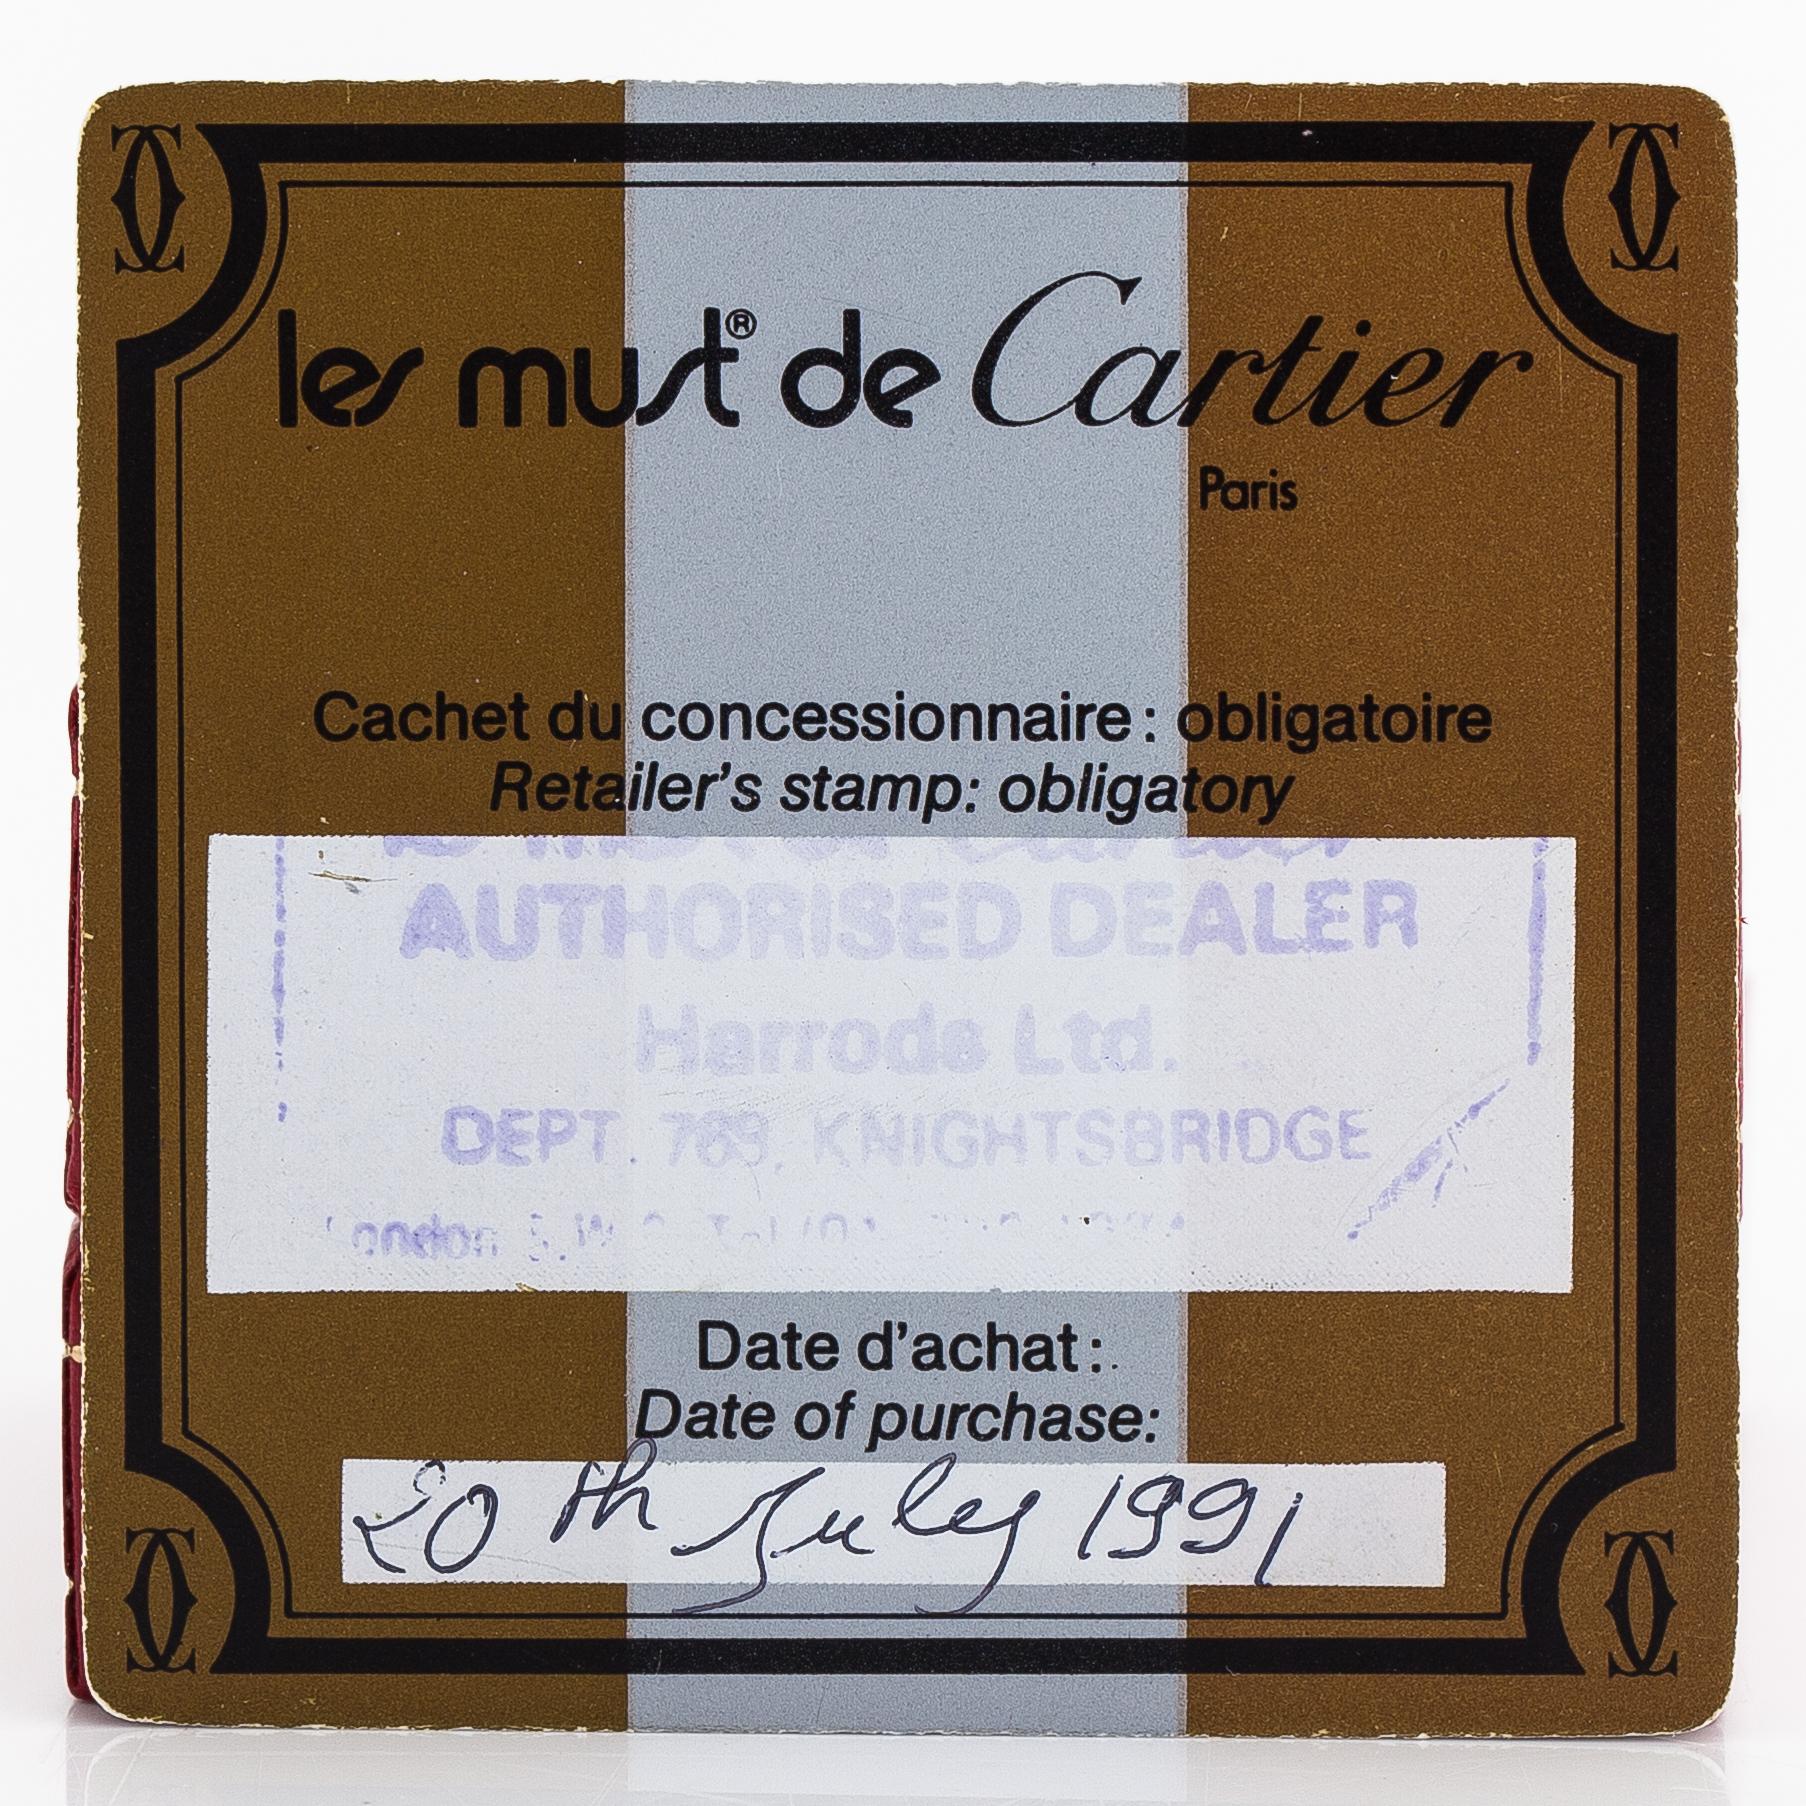 les must® de Cartier
Paris
Cachet du concessionnaire : obligatoire
Retailer's stamp: obligatory
AUTHORISED DEALER
Harrods Ltd.
DEPT. 769, KNIGHTSBRIDGE
London S.W.
Date d'achat :
Date of purchase:
20th July 1991